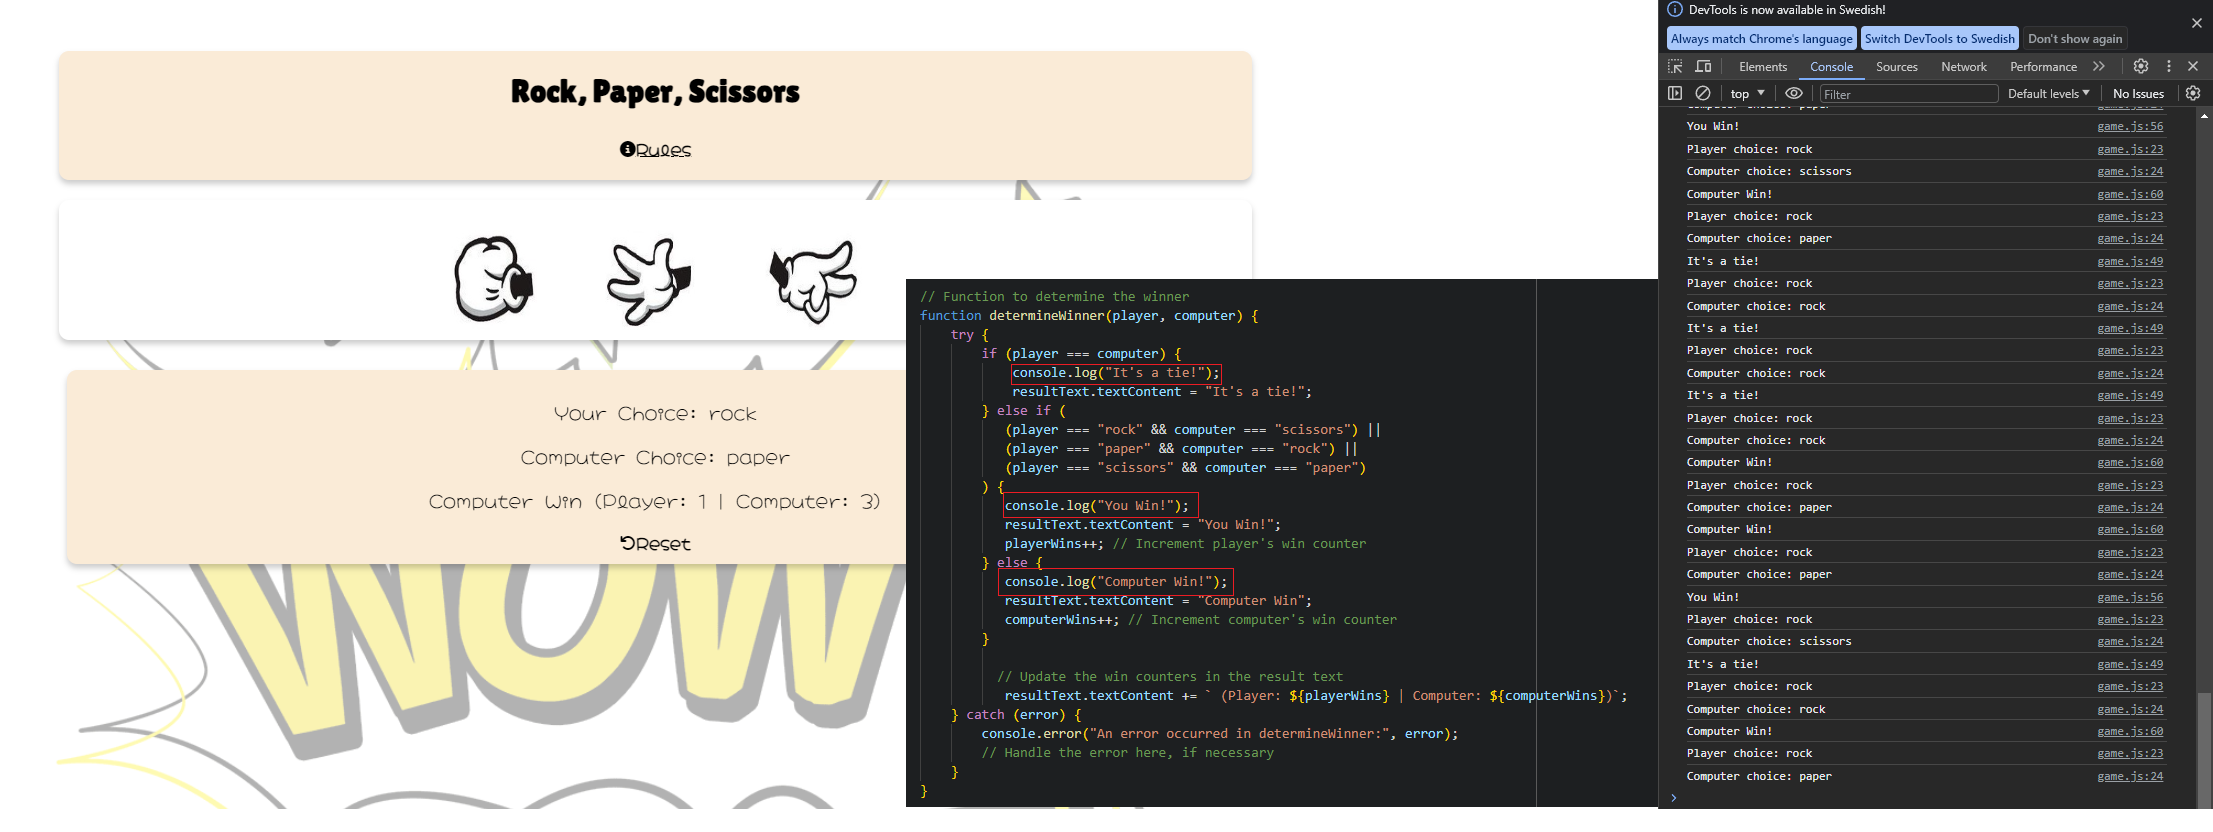 Rock, Paper, Scissors
Rules
Your Choice: rock
Computer Choice: paper
Computer Win (Player: 1 | Computer: 3)
Reset
WOW
// Function to determine the winner
function determineWinner(player, computer) {
try {
if (player === computer) {
console.log("It's a tie!");
resultText.textContent = "It's a tie!";
} else if (
(player === "rock" && computer === "scissors") ||
(player === "paper" && computer === "rock") ||
(player === "scissors" && computer === "paper")
) {
console.log("You Win!");
resultText.textContent = "You Win!";
playerWins++; // Increment player's win counter
} else {
console.log("Computer Win!");
resultText.textContent = "Computer Win";
computerWins++; // Increment computer's win counter
}
// Update the win counters in the result text
resultText.textContent += ` (Player: ${playerWins} | Computer: ${computerWins})`;
} catch (error) {
console.error("An error occurred in determineWinner:", error);
// Handle the error here, if necessary
}
}
DevTools is now available in Swedish!
Always match Chrome's language Switch DevTools to Swedish Don't show again
Elements Console Sources Network Performance
top Filter Default levels No Issues
Computer choice: paper game.js:24
You Win! game.js:56
Player choice: rock game.js:23
Computer choice: scissors game.js:24
Computer Win! game.js:60
Player choice: rock game.js:23
Computer choice: paper game.js:24
It's a tie! game.js:49
Player choice: rock game.js:23
Computer choice: rock game.js:24
It's a tie! game.js:49
Player choice: rock game.js:23
Computer choice: rock game.js:24
It's a tie! game.js:49
Player choice: rock game.js:23
Computer choice: rock game.js:24
Computer Win! game.js:60
Player choice: rock game.js:23
Computer choice: paper game.js:24
Computer Win! game.js:60
Player choice: rock game.js:23
Computer choice: paper game.js:24
You Win! game.js:56
Player choice: rock game.js:23
Computer choice: scissors game.js:24
It's a tie! game.js:49
Player choice: rock game.js:23
Computer choice: rock game.js:24
Computer Win! game.js:60
Player choice: rock game.js:23
Computer choice: paper game.js:24